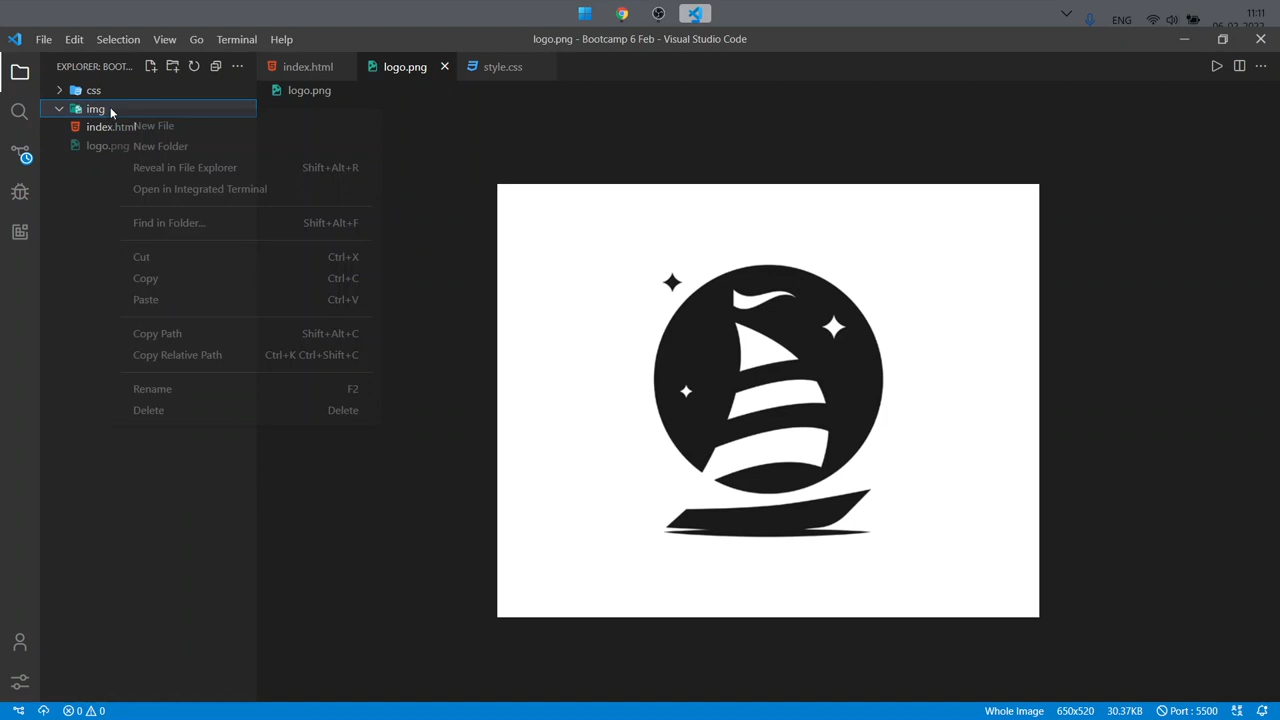 11:11
ENG
06-02-2022
File Edit Selection View Go Terminal Help
logo.png - Bootcamp 6 Feb - Visual Studio Code
EXPLORER: BOOT...
index.html
logo.png
style.css
css
logo.png
img
index.html
logo.png
New File
New Folder
Reveal in File Explorer Shift+Alt+R
Open in Integrated Terminal
Find in Folder... Shift+Alt+F
Cut Ctrl+X
Copy Ctrl+C
Paste Ctrl+V
Copy Path Shift+Alt+C
Copy Relative Path Ctrl+K Ctrl+Shift+C
Rename F2
Delete Delete
0 0
Whole Image 650x520 30.37KB Port : 5500